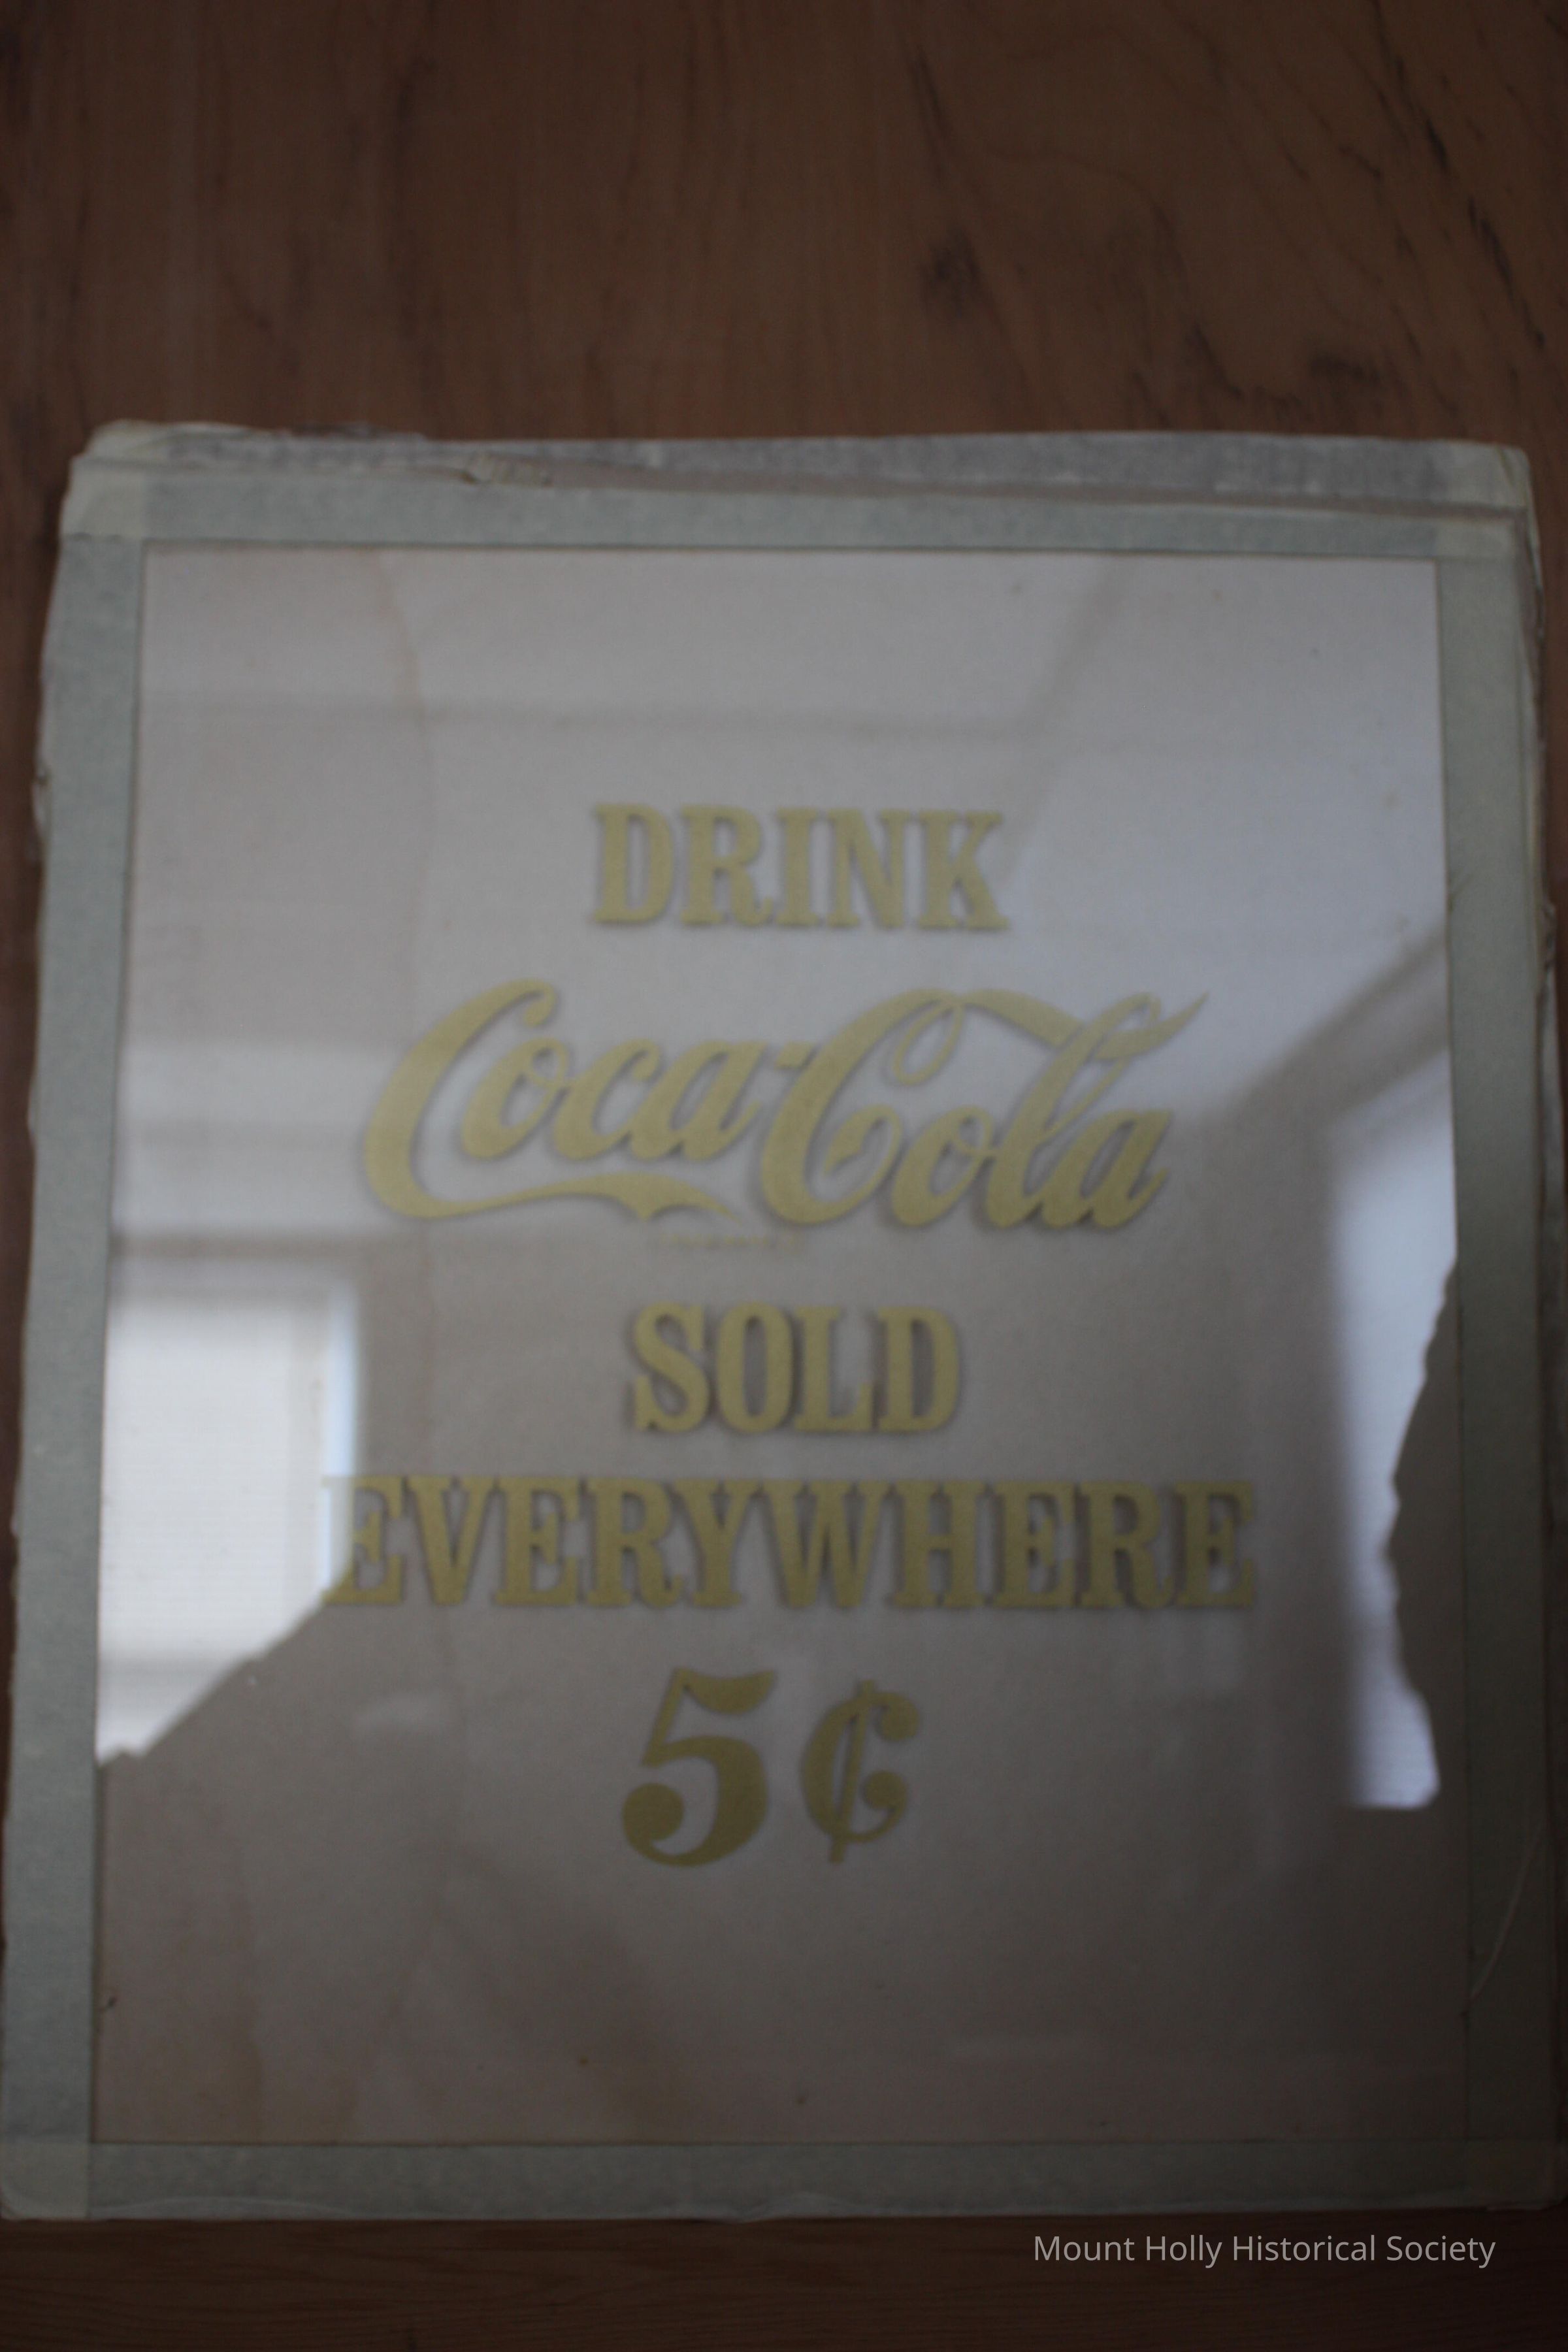 DRINK
Coca-Cola
SOLD
EVERYWHERE
5¢
Mount Holly Historical Society